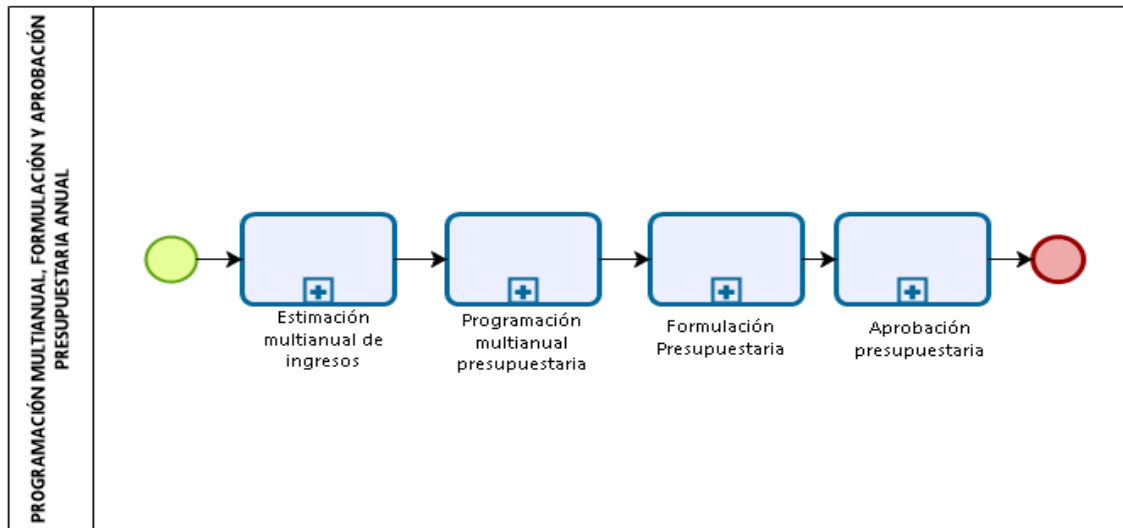 PROGRAMACIÓN MULTIANUAL, FORMULACIÓN Y APROBACIÓN
PRESUPUESTARIA ANUAL
Estimación
multianual de
ingresos
Programación
multianual
presupuestaria
Formulación
Presupuestaria
Aprobación
presupuestaria